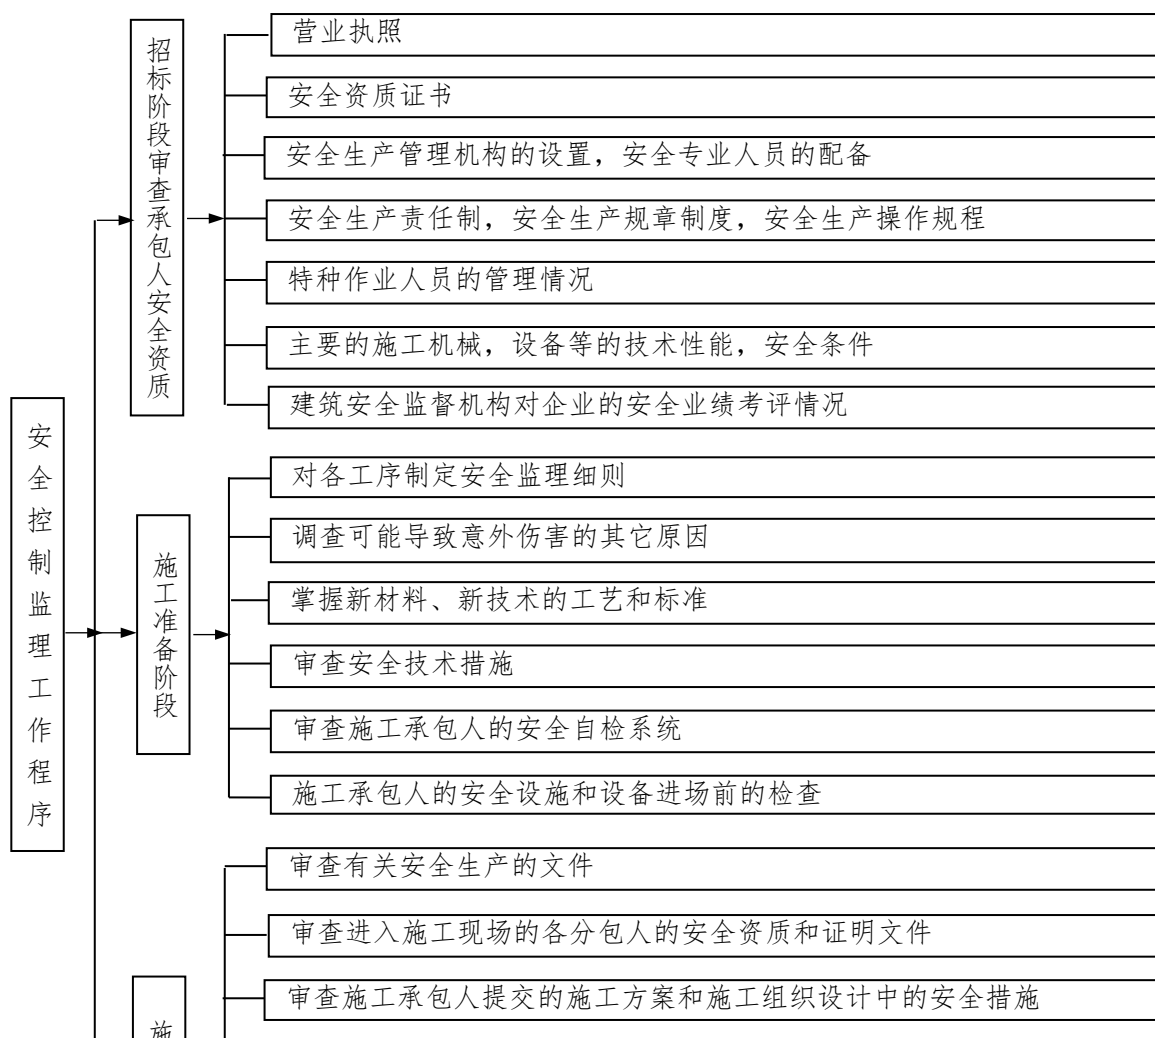 安全控制监理工作程序
招标阶段审查承包人安全资质
营业执照
安全资质证书
安全生产管理机构的设置，安全专业人员的配备
安全生产责任制，安全生产规章制度，安全生产操作规程
特种作业人员的管理情况
主要的施工机械，设备等的技术性能，安全条件
建筑安全监督机构对企业的安全业绩考评情况
施工准备阶段
对各工序制定安全监理细则
调查可能导致意外伤害的其它原因
掌握新材料、新技术的工艺和标准
审查安全技术措施
审查施工承包人的安全自检系统
施工承包人的安全设施和设备进场前的检查
施
审查有关安全生产的文件
审查进入施工现场的各分包人的安全资质和证明文件
审查施工承包人提交的施工方案和施工组织设计中的安全措施